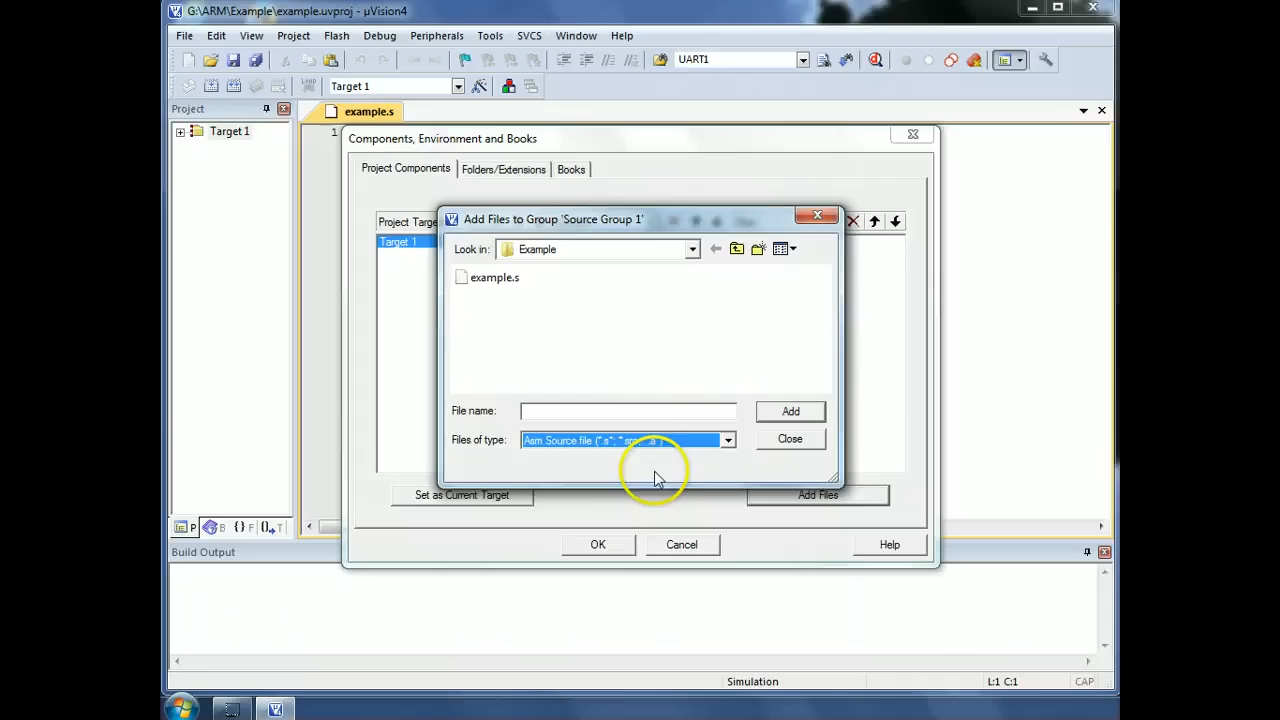 G:\ARM\Example\example.uvproj - µVision4
File Edit View Project Flash Debug Peripherals Tools SVCS Window Help
UART1
LOAD Target 1
Project
example.s
Target 1
1
Components, Environment and Books
Project Components Folders/Extensions Books
Project Targe
Target 1
Add Files to Group 'Source Group 1'
Look in: Example
example.s
File name:
Add
Files of type: Asm Source file (*.s*; *.src; *.a*)
Close
Set as Current Target
Add Files
OK Cancel Help
P B F T
Build Output
Simulation L:1 C:1 CAP